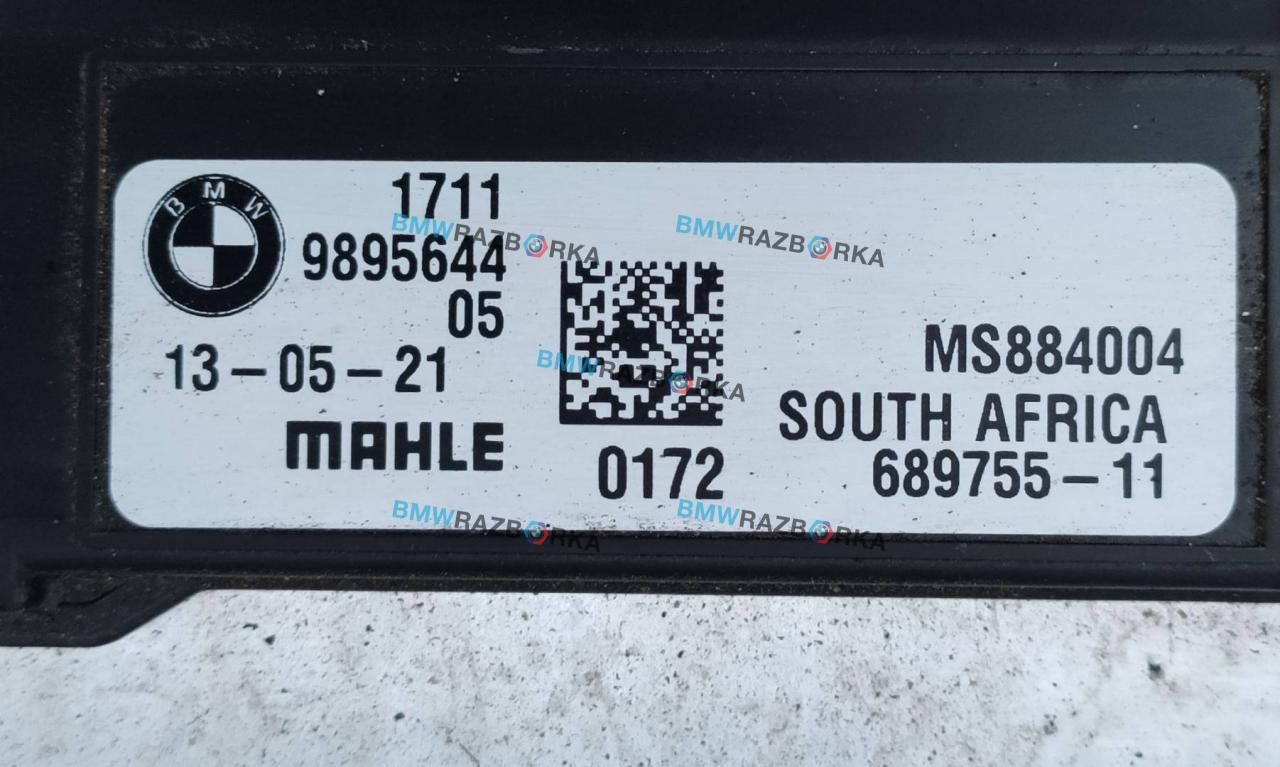 BMW
1711
9895644
05
13-05-21
MAHLE
0172
MS884004
SOUTH AFRICA
689755-11
BMWRAZBORKA
BMWRAZBORKA
BMWRAZBORKA
BMWRAZBORKA
BMWRAZBORKA